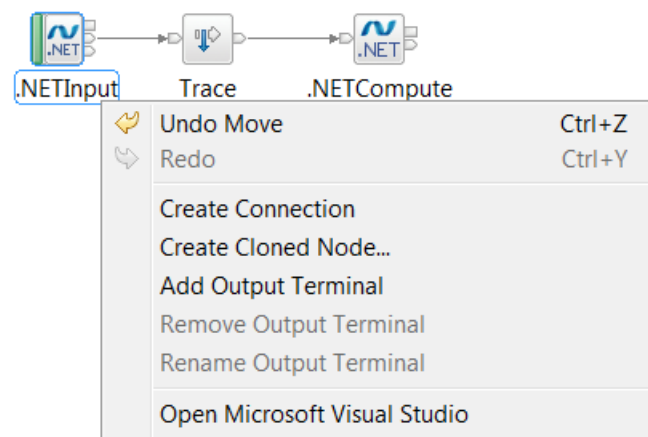 .NET .NET
.NETInput Trace .NETCompute
Undo Move Ctrl+Z
Redo Ctrl+Y
Create Connection
Create Cloned Node...
Add Output Terminal
Remove Output Terminal
Rename Output Terminal
Open Microsoft Visual Studio